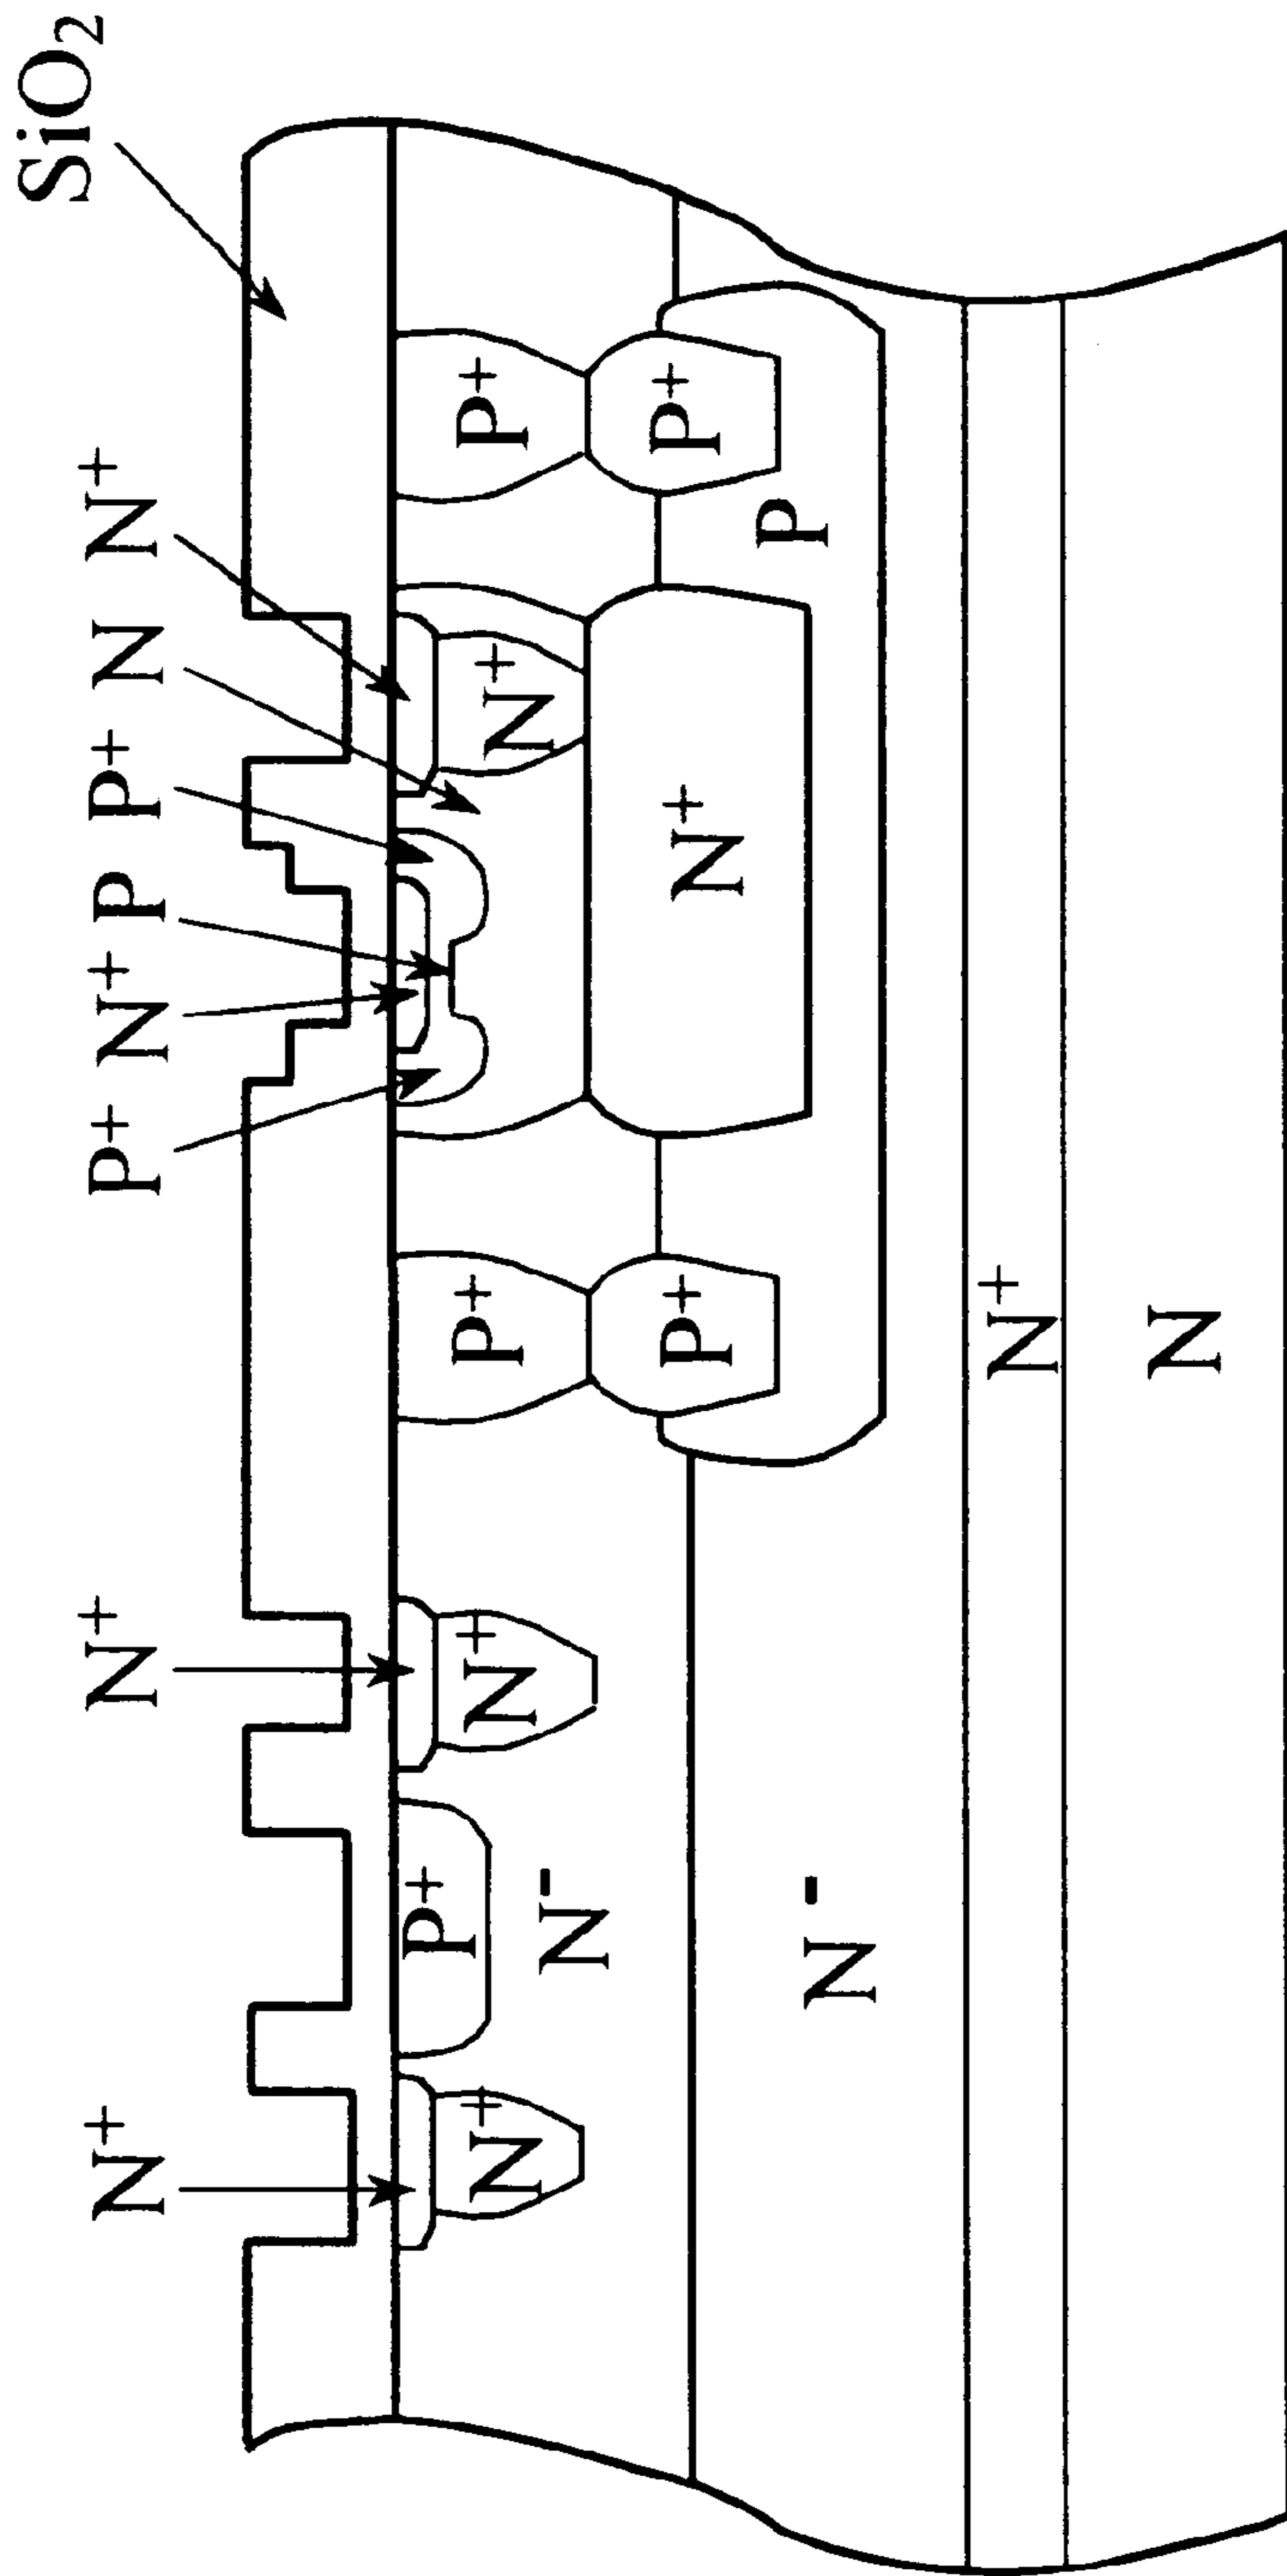 SiO₂
N⁺ N⁺ P⁺ N⁺ P P⁺ N N⁺
N⁺ P⁺ N⁺ P⁺ N⁺ P⁺
N⁻
P⁺ N⁺ P⁺
N⁻ P
N⁺
N